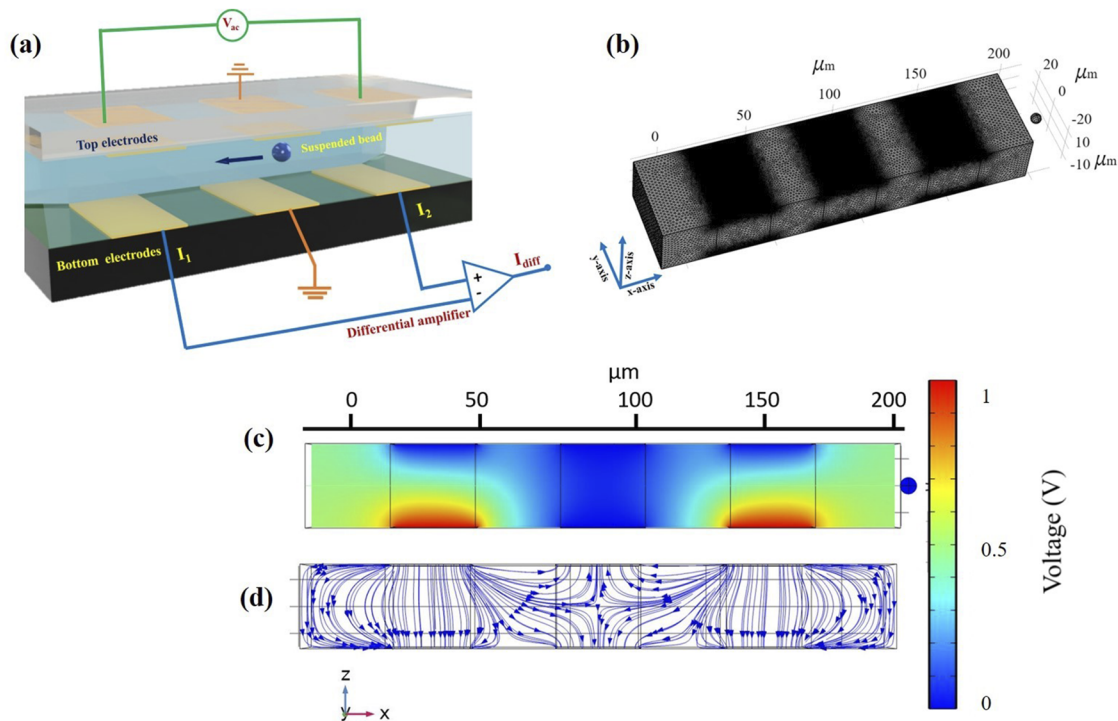 (a)
Vac
Top electrodes
Suspended bead
I1
I2
Bottom electrodes
Idiff
+
-
Differential amplifier
(b)
μm
0
50
100
150
200
20
0
-20
μm
10
-10
μm
y-axis
z-axis
x-axis
μm
0
50
100
150
200
(c)
(d)
1
0.5
0
Voltage (V)
z
y
x